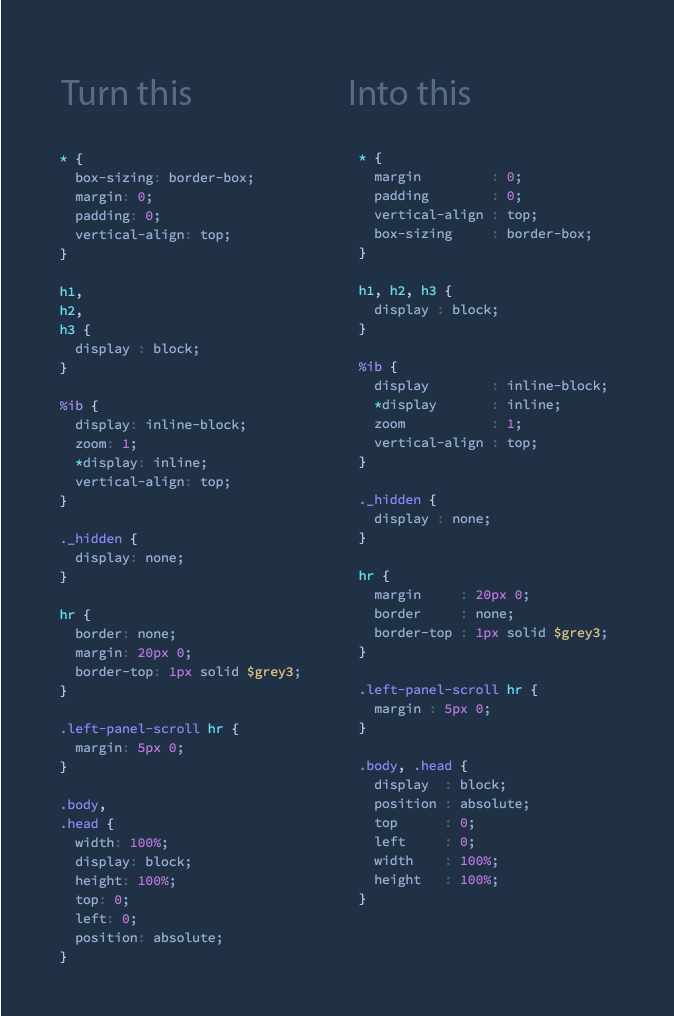 Turn this
* {
  box-sizing: border-box;
  margin: 0;
  padding: 0;
  vertical-align: top;
}
h1,
h2,
h3 {
  display : block;
}
%ib {
  display: inline-block;
  zoom: 1;
  *display: inline;
  vertical-align: top;
}
._hidden {
  display: none;
}
hr {
  border: none;
  margin: 20px 0;
  border-top: 1px solid $grey3;
}
.left-panel-scroll hr {
  margin: 5px 0;
}
.body,
.head {
  width: 100%;
  display: block;
  height: 100%;
  top: 0;
  left: 0;
  position: absolute;
}
Into this
* {
  margin         : 0;
  padding        : 0;
  vertical-align : top;
  box-sizing     : border-box;
}
h1, h2, h3 {
  display : block;
}
%ib {
  display        : inline-block;
  *display       : inline;
  zoom           : 1;
  vertical-align : top;
}
._hidden {
  display : none;
}
hr {
  margin     : 20px 0;
  border     : none;
  border-top : 1px solid $grey3;
}
.left-panel-scroll hr {
  margin : 5px 0;
}
.body, .head {
  display  : block;
  position : absolute;
  top      : 0;
  left     : 0;
  width    : 100%;
  height   : 100%;
}